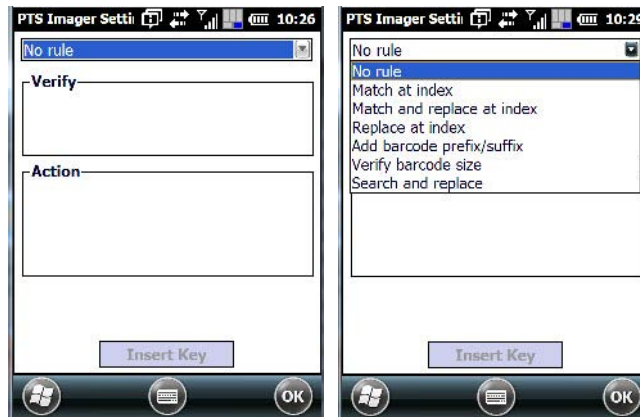 PTS Imager Setti 10:26
No rule
Verify
Action
Insert Key
OK
PTS Imager Setti 10:29
No rule
No rule
Match at index
Match and replace at index
Replace at index
Add barcode prefix/suffix
Verify barcode size
Search and replace
Insert Key
OK